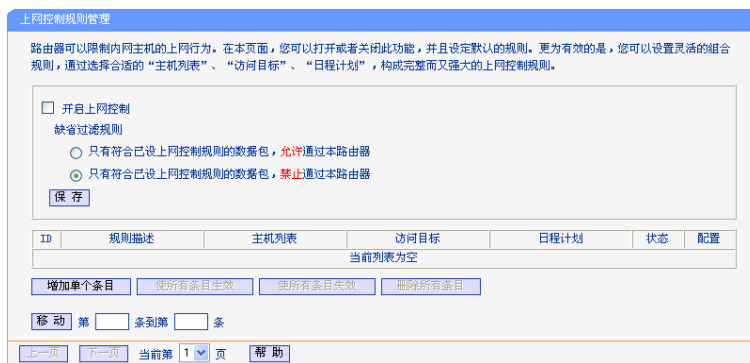 上网控制规则管理
路由器可以限制内网主机的上网行为。在本页面，您可以打开或者关闭此功能，并且设定默认的规则。更为有效的是，您可以设置灵活的组合
规则，通过选择合适的“主机列表”、“访问目标”、“日程计划”，构成完整而又强大的上网控制规则。
开启上网控制
缺省过滤规则
只有符合已设上网控制规则的数据包，允许通过本路由器
只有符合已设上网控制规则的数据包，禁止通过本路由器
保 存
ID 规则描述 主机列表 访问目标 日程计划 状态 配置
当前列表为空
增加单个条目 使所有条目生效 使所有条目失效 删除所有条目
移 动 第 条到第 条
上一页 下一页 当前第 1 页 帮 助